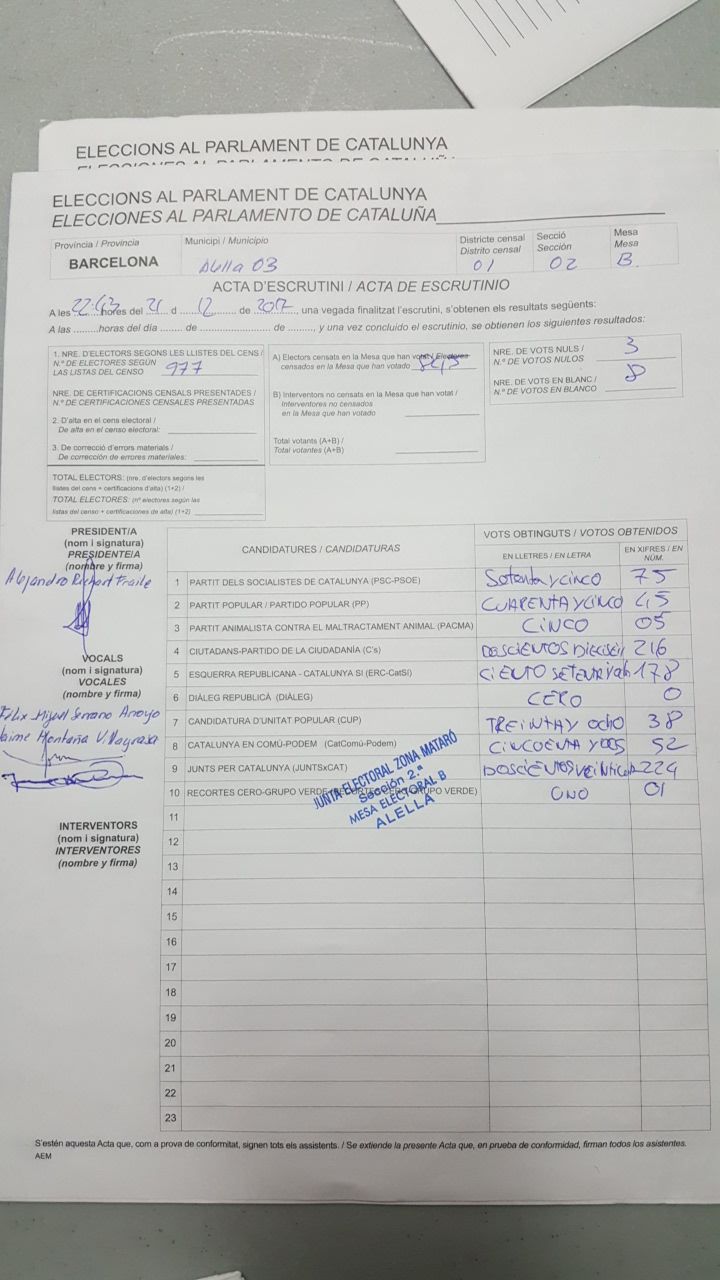 ELECCIONS AL PARLAMENT DE CATALUNYA
ELECCIONS AL PARLAMENT DE CATALUNYA
ELECCIONES AL PARLAMENTO DE CATALUÑA
Província / Provincia
BARCELONA
Municipi / Municipio
Alella 03
Districte censal
Distrito censal
01
Secció
Sección
02
Mesa
Mesa
B.
ACTA D'ESCRUTINI / ACTA DE ESCRUTINIO
A les 22:43 hores del 21 d 12 de 2017, una vegada finalitzat l'escrutini, s'obtenen els resultats següents:
A las .........horas del día ....... de .............. de ........, y una vez concluido el escrutinio, se obtienen los siguientes resultados:
1. NRE. D'ELECTORS SEGONS LES LLISTES DEL CENS /
N.º DE ELECTORES SEGÚN
LAS LISTAS DEL CENSO 977
NRE. DE CERTIFICACIONS CENSALS PRESENTADES /
N.º DE CERTIFICACIONES CENSALES PRESENTADAS
2. D'alta en el cens electoral /
De alta en el censo electoral:
3. De correcció d'errors materials /
De corrección de errores materiales:
TOTAL ELECTORS: (nre. d'electors segons les
llistes del cens + certificacions d'alta) (1+2) /
TOTAL ELECTORES: (nº electores según las
listas del censo + certificaciones de alta) (1+2)
A) Electors censats en la Mesa que han votat / Electores
censados en la Mesa que han votado
B) Interventors no censats en la Mesa que han votat /
Interventores no censados
en la Mesa que han votado
Total votants (A+B) /
Total votantes (A+B)
NRE. DE VOTS NULS /
N.º DE VOTOS NULOS 3
NRE. DE VOTS EN BLANC /
N.º DE VOTOS EN BLANCO 8
PRESIDENT/A
(nom i signatura)
PRESIDENTE/A
(nombre y firma)
Alejandro Fraile
VOCALS
(nom i signatura)
VOCALES
(nombre y firma)
Félix Miguel Serrano Arroyo
Jaime Montaña V.
INTERVENTORS
(nom i signatura)
INTERVENTORES
(nombre y firma)
CANDIDATURES / CANDIDATURAS
VOTS OBTINGUTS / VOTOS OBTENIDOS
EN LLETRES / EN LETRA
EN XIFRES / EN NÚM.
1 PARTIT DELS SOCIALISTES DE CATALUNYA (PSC-PSOE) Setenta y cinco 75
2 PARTIT POPULAR / PARTIDO POPULAR (PP) CUARENTA Y CINCO 45
3 PARTIT ANIMALISTA CONTRA EL MALTRACTAMENT ANIMAL (PACMA) CINCO 05
4 CIUTADANS-PARTIDO DE LA CIUDADANÍA (C's) DOSCIENTOS 216
5 ESQUERRA REPUBLICANA - CATALUNYA SÍ (ERC-CatSí) CIENTO 178
6 DIÀLEG REPUBLICÀ (DIÀLEG) CERO 0
7 CANDIDATURA D'UNITAT POPULAR (CUP) TREINTA Y OCHO 38
8 CATALUNYA EN COMÚ-PODEM (CatComú-Podem) CINCUENTA Y DOS 52
9 JUNTS PER CATALUNYA (JUNTSxCAT) DOSCIENTOS 224
10 RECORTES CERO-GRUPO VERDE GRUPO VERDE) UNO 01
JUNTA ELECTORAL ZONA MATARÓ
Sección 2.ª
MESA ELECTORAL B
ALELLA
11
12
13
14
15
16
17
18
19
20
21
22
23
S'estén aquesta Acta que, com a prova de conformitat, signen tots els assistents. / Se extiende la presente Acta que, en prueba de conformidad, firman todos los asistentes.
AEM